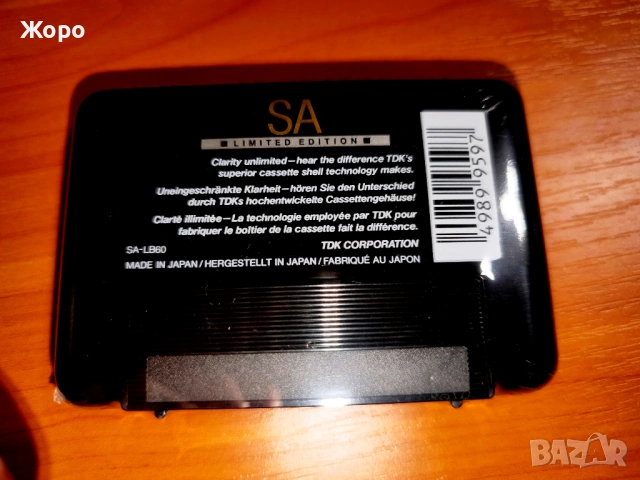 Жоро
SA
LIMITED EDITION
Clarity unlimited—hear the difference TDK's
superior cassette shell technology makes.
Uneingeschränkte Klarheit—hören Sie den Unterschied
durch TDKs hochentwickelte Cassettengehäuse!
Clarté illimitée—La technologie employée par TDK pour
fabriquer le boîtier de la cassette fait la différence.
SA-LB60 TDK CORPORATION
MADE IN JAPAN/HERGESTELLT IN JAPAN/FABRIQUÉ AU JAPON
4989 9597
BAZAR